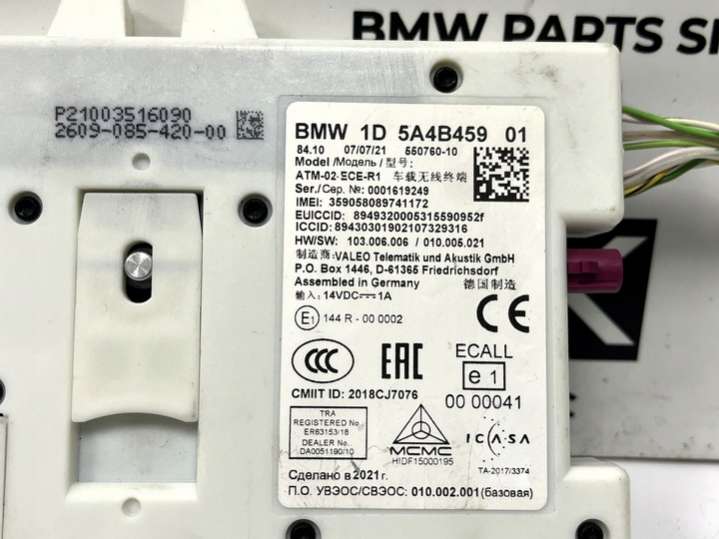 BMW PARTS SP
P21003516090
2609-085-420-00
BMW 1D 5A4B459 01
84.10 07/07/21 550760-10
Model /Модель / 型号:
ATM-02-ECE-R1 车载无线终端
Ser./Сер. №: 0001619249
IMEI: 359058089741172
EUICCID: 8949320005315590952f
ICCID: 89430301902107329316
HW/SW: 103.006.006 / 010.005.021
制造商:VALEO Telematik und Akustik GmbH
P.O. Box 1446, D-61365 Friedrichsdorf
Assembled in Germany 德国制造
输入: 14VDC 1A
E1 144 R - 00 0002
CE
CCC EAC ECALL
e 1
CMIIT ID: 2018CJ7076 00 00041
TRA
REGISTERED No.
ER63153/18
DEALER No.
DA0051190/10
MCMC
HIDF15000195
ICASA
TA-2017/3374
Сделано в 2021 г.
П.О. УВЭОС/СВЭОС: 010.002.001(базовая)